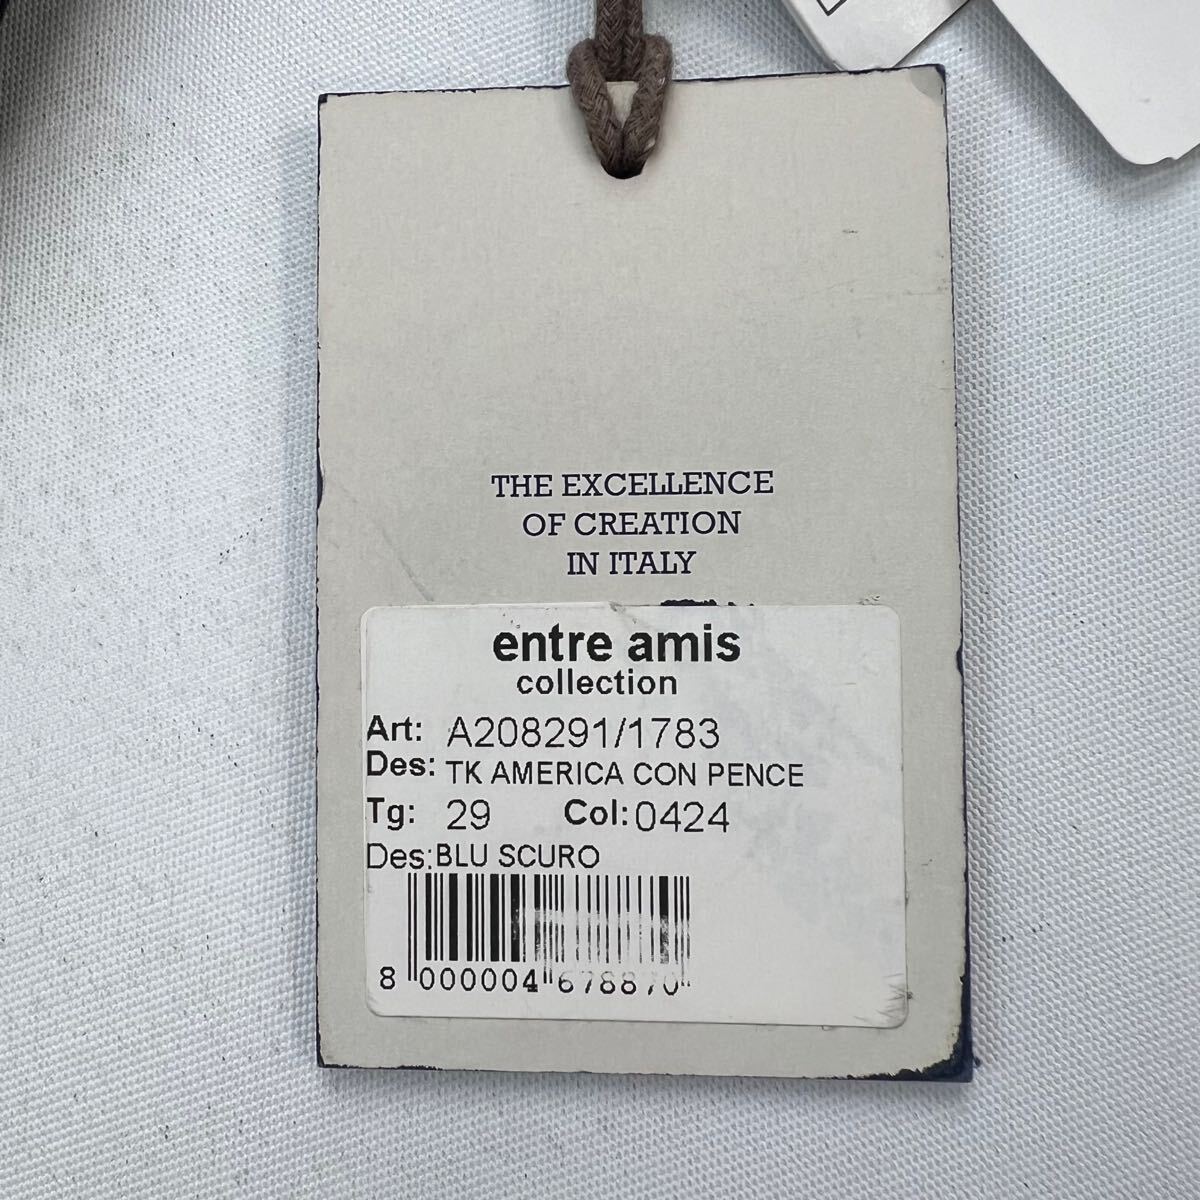 THE EXCELLENCE
OF CREATION
IN ITALY
entre amis
collection
Art: A208291/1783
Des: TK AMERICA CON PENCE
Tg: 29 Col:0424
Des:BLU SCURO
8 000004 678870